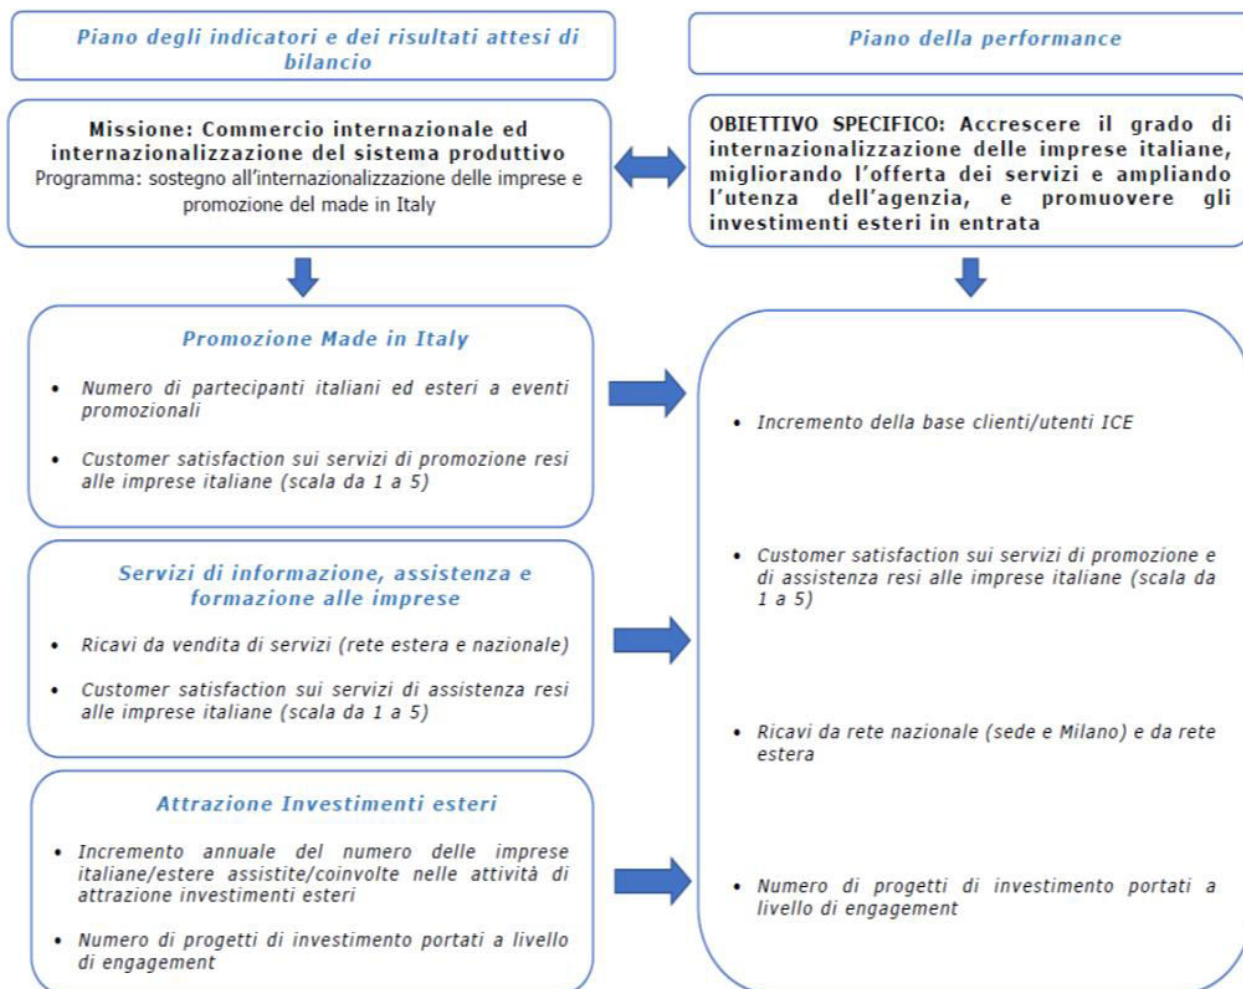 Piano degli indicatori e dei risultati attesi di
bilancio
Piano della performance
Missione: Commercio internazionale ed
internazionalizzazione del sistema produttivo
Programma: sostegno all'internazionalizzazione delle imprese e
promozione del made in Italy
OBIETTIVO SPECIFICO: Accrescere il grado di
internazionalizzazione delle imprese italiane,
migliorando l'offerta dei servizi e ampliando
l'utenza dell'agenzia, e promuovere gli
investimenti esteri in entrata
Promozione Made in Italy
• Numero di partecipanti italiani ed esteri a eventi
promozionali
• Customer satisfaction sui servizi di promozione resi
alle imprese italiane (scala da 1 a 5)
Servizi di informazione, assistenza e
formazione alle imprese
• Ricavi da vendita di servizi (rete estera e nazionale)
• Customer satisfaction sui servizi di assistenza resi
alle imprese italiane (scala da 1 a 5)
Attrazione Investimenti esteri
• Incremento annuale del numero delle imprese
italiane/estere assistite/coinvolte nelle attività di
attrazione investimenti esteri
• Numero di progetti di investimento portati a livello
di engagement
• Incremento della base clienti/utenti ICE
• Customer satisfaction sui servizi di promozione e
di assistenza resi alle imprese italiane (scala da
1 a 5)
• Ricavi da rete nazionale (sede e Milano) e da rete
estera
• Numero di progetti di investimento portati a
livello di engagement